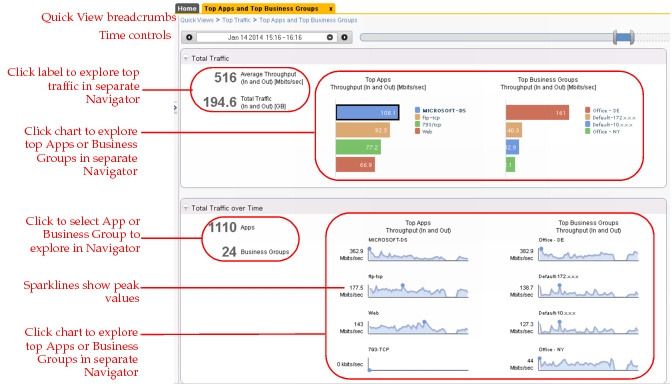 Home
Top Apps and Top Business Groups x
Quick View breadcrumbs
Quick Views > Top Traffic > Top Apps and Top Business Groups
Time controls
Jan 14 2014 15:16 - 16:16
Total Traffic
Click label to explore top
traffic in separate
Navigator
516 Average Throughput
(In and Out) [Mbits/sec]
194.6 Total Traffic
(In and Out) [GB]
Click chart to explore
top Apps or Business
Groups in separate
Navigator
Top Apps
Throughput (In and Out) [Mbits/sec]
108.1
92.3
77.2
66.9
MICROSOFT-DS
ftp-tcp
793/tcp
Web
Top Business Groups
Throughput (In and Out) [Mbits/sec]
161
40.3
32.9
Office - DE
Default-172.x.x.x
Default-10.x.x.x
Office - NY
Total Traffic over Time
Click to select App or
Business Group to
explore in Navigator
1110 Apps
24 Business Groups
Sparklines show peak
values
Click chart to explore
top Apps or Business
Groups in separate
Navigator
Top Apps
Throughput (In and Out)
MICROSOFT-DS
362.9
Mbits/sec
ftp-tcp
177.5
Mbits/sec
Web
143
Mbits/sec
793-TCP
0 kbits/sec
Top Business Groups
Throughput (In and Out)
Office - DE
362.9
Mbits/sec
Default-172.x.x.x
138.7
Mbits/sec
Default-10.x.x.x
127.3
Mbits/sec
Office - NY
44
Mbits/sec